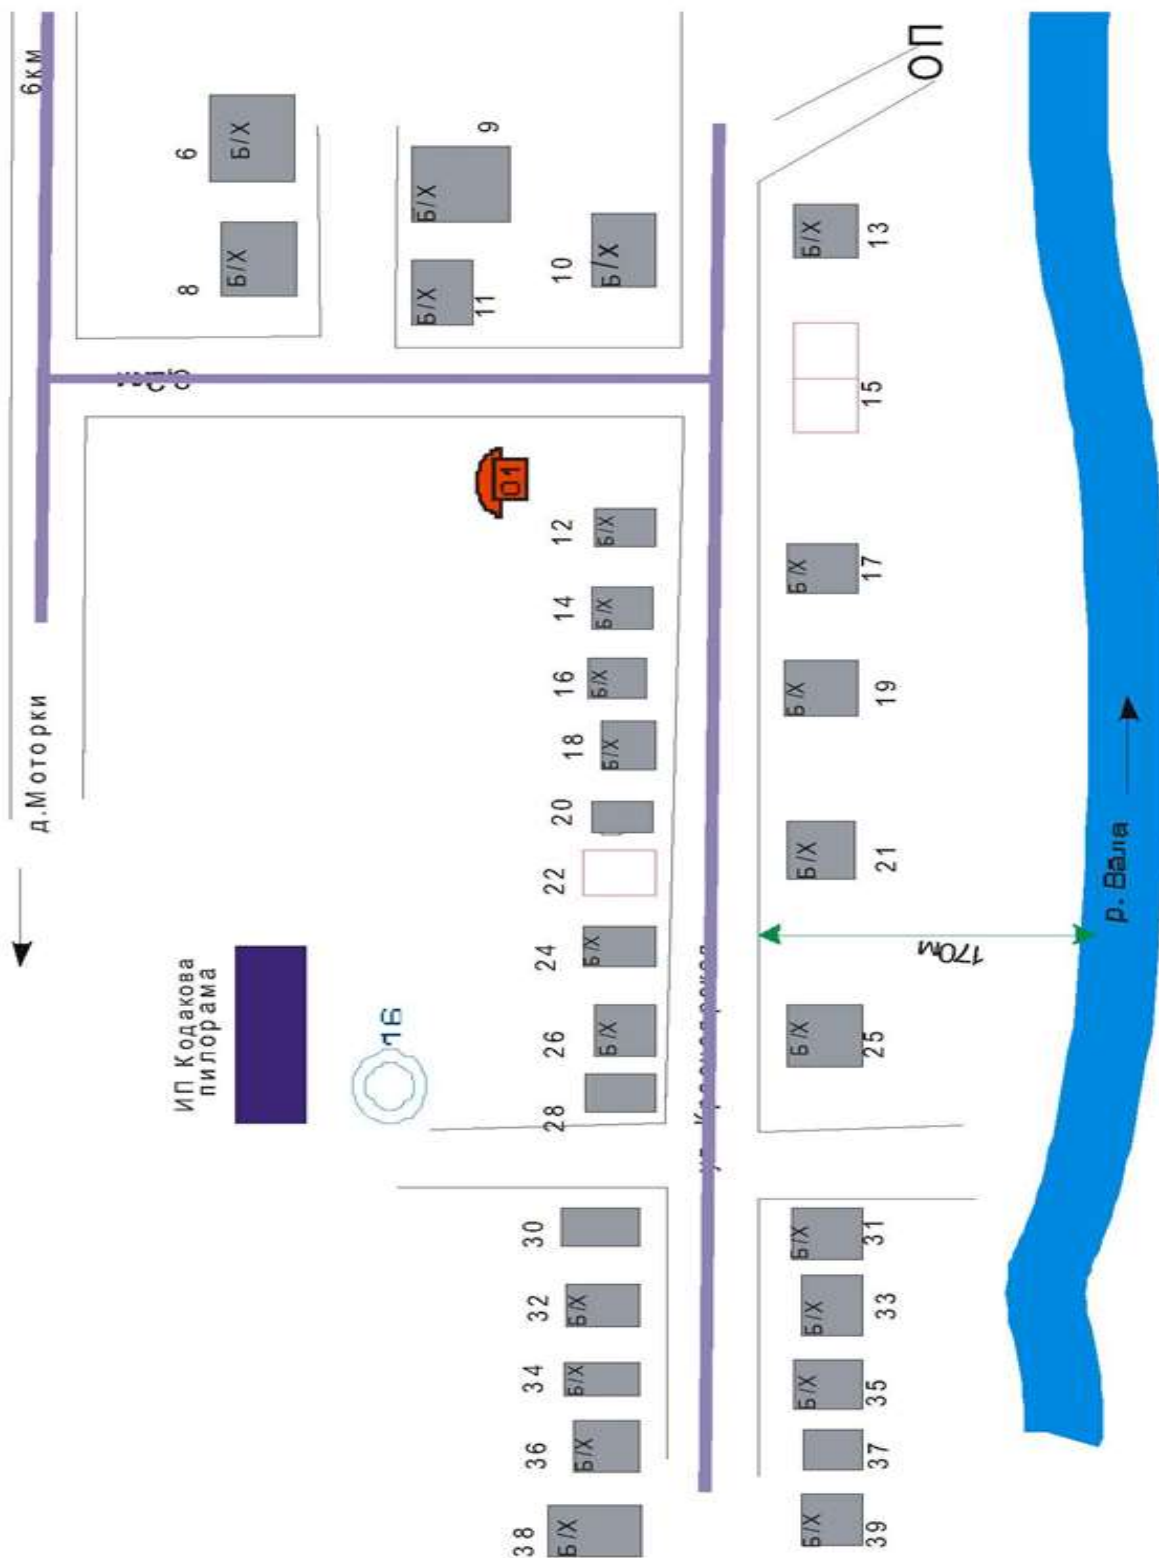 6км
д.Моторки
6
Б/Х
8
Б/Х
9
Б/Х
11
Б/Х
10
Б/Х
ОП
13
Б/Х
15
01
12
Б/Х
14
Б/Х
16
Б/Х
18
Б/Х
20
22
24
Б/Х
26
Б/Х
28
17
Б/Х
19
Б/Х
21
Б/Х
25
Б/Х
170м
р. Вала
ИП Кодакова
пилорама
16
ул.
30
32
Б/Х
34
Б/Х
36
Б/Х
38
Б/Х
31
Б/Х
33
Б/Х
35
Б/Х
37
39
Б/Х